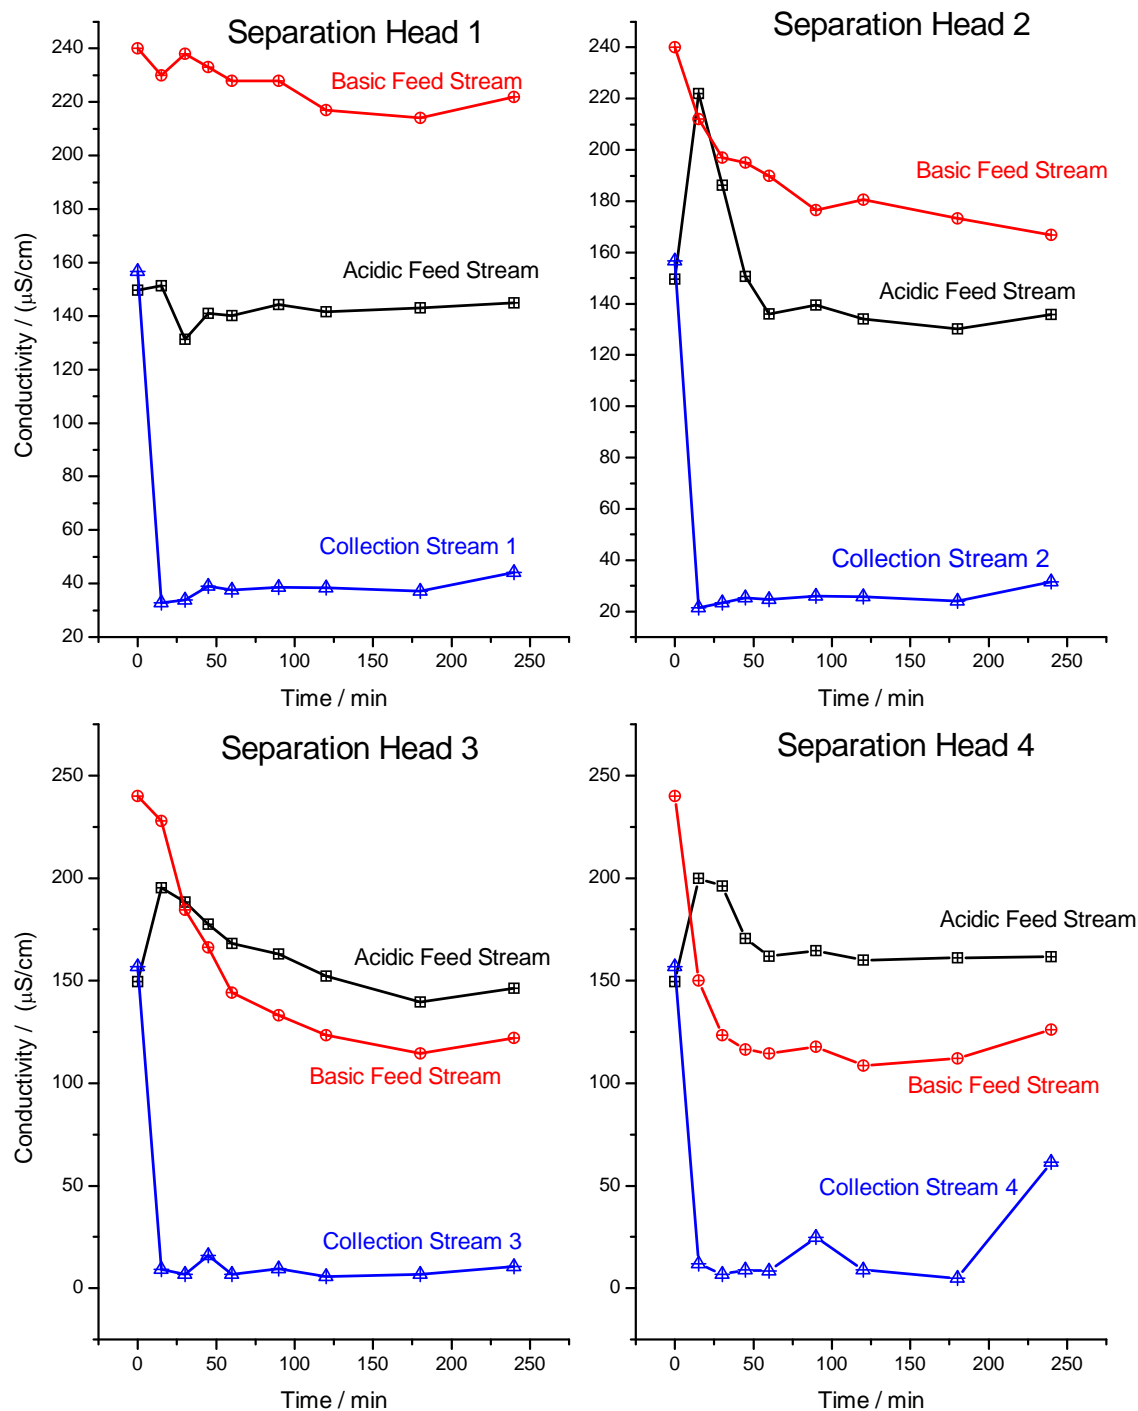 Separation Head 1
Basic Feed Stream
Acidic Feed Stream
Collection Stream 1
Conductivity / (μS/cm)
240
220
200
180
160
140
120
100
80
60
40
20
0 50 100 150 200 250
Time / min
Separation Head 2
Basic Feed Stream
Acidic Feed Stream
Collection Stream 2
240
220
200
180
160
140
120
100
80
60
40
20
0 50 100 150 200 250
Time / min
Separation Head 3
Acidic Feed Stream
Basic Feed Stream
Collection Stream 3
Conductivity / (μS/cm)
250
200
150
100
50
0
0 50 100 150 200 250
Time / min
Separation Head 4
Acidic Feed Stream
Basic Feed Stream
Collection Stream 4
250
200
150
100
50
0
0 50 100 150 200 250
Time / min